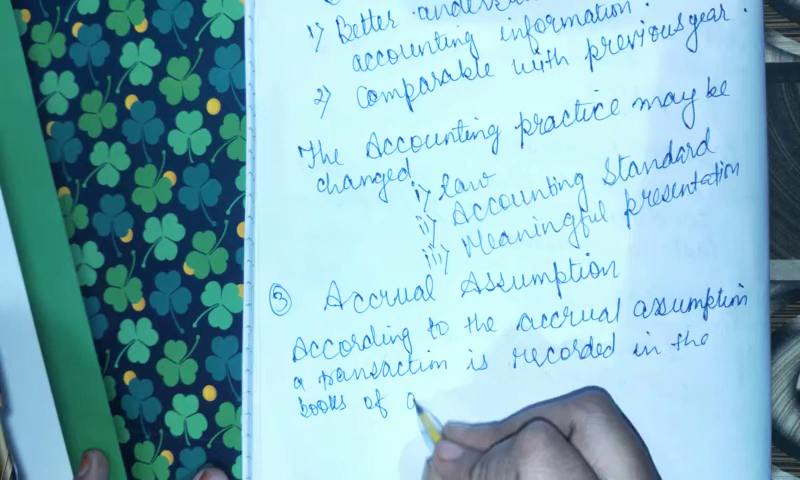 1) Better
accounting information.
2) Comparable with previous year.
The Accounting practice may be
changed
i) law
ii) Accounting Standard
iii) Meaningful presentation
③ Accrual Assumption
According to the accrual assumption
a transaction is recorded in the
books of a